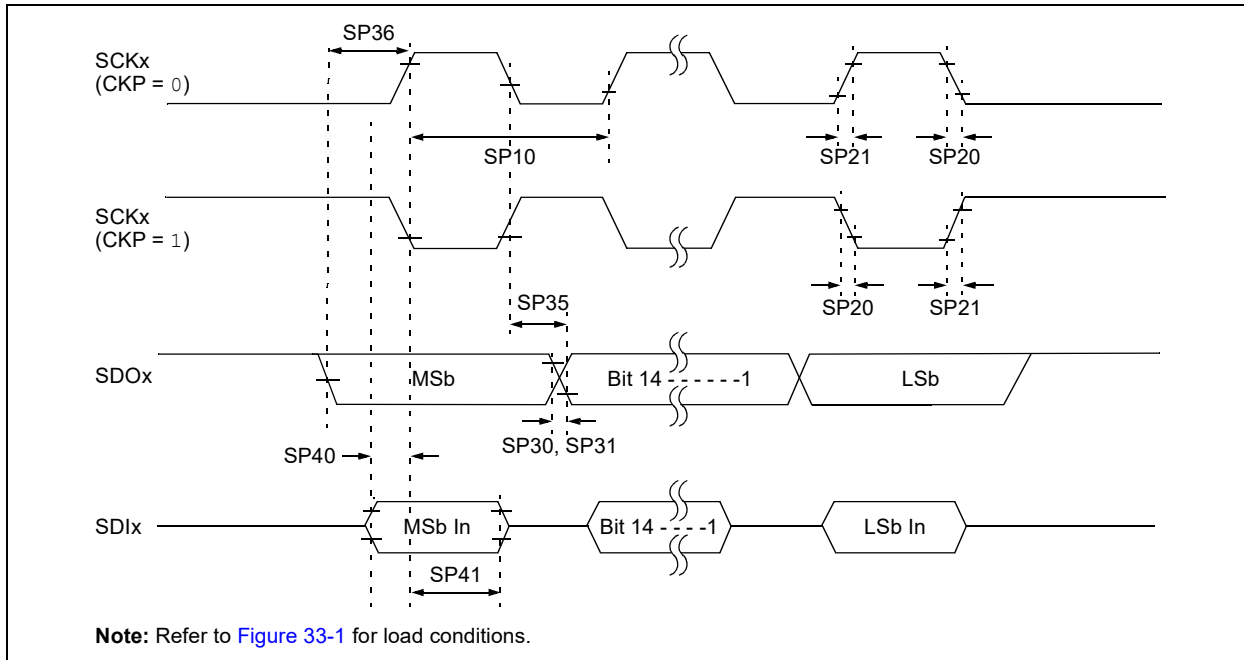 SP36
SCKx
(CKP = 0)
SP10
SP21
SP20
SCKx
(CKP = 1)
SP35
SP20
SP21
SDOx
MSb
Bit 14 - - - - - -1
LSb
SP30, SP31
SP40
SDIx
MSb In
Bit 14 - - - -1
LSb In
SP41
Note: Refer to Figure 33-1 for load conditions.